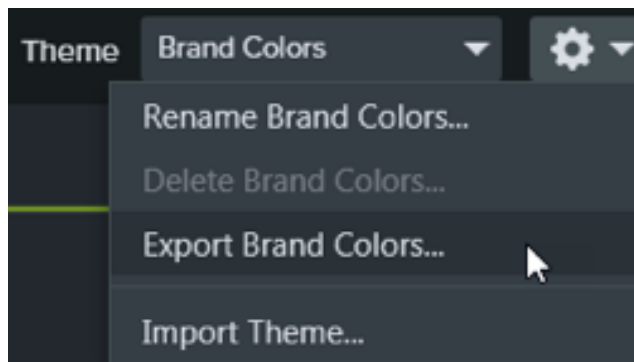 Theme Brand Colors
Rename Brand Colors...
Delete Brand Colors...
Export Brand Colors...
Import Theme...